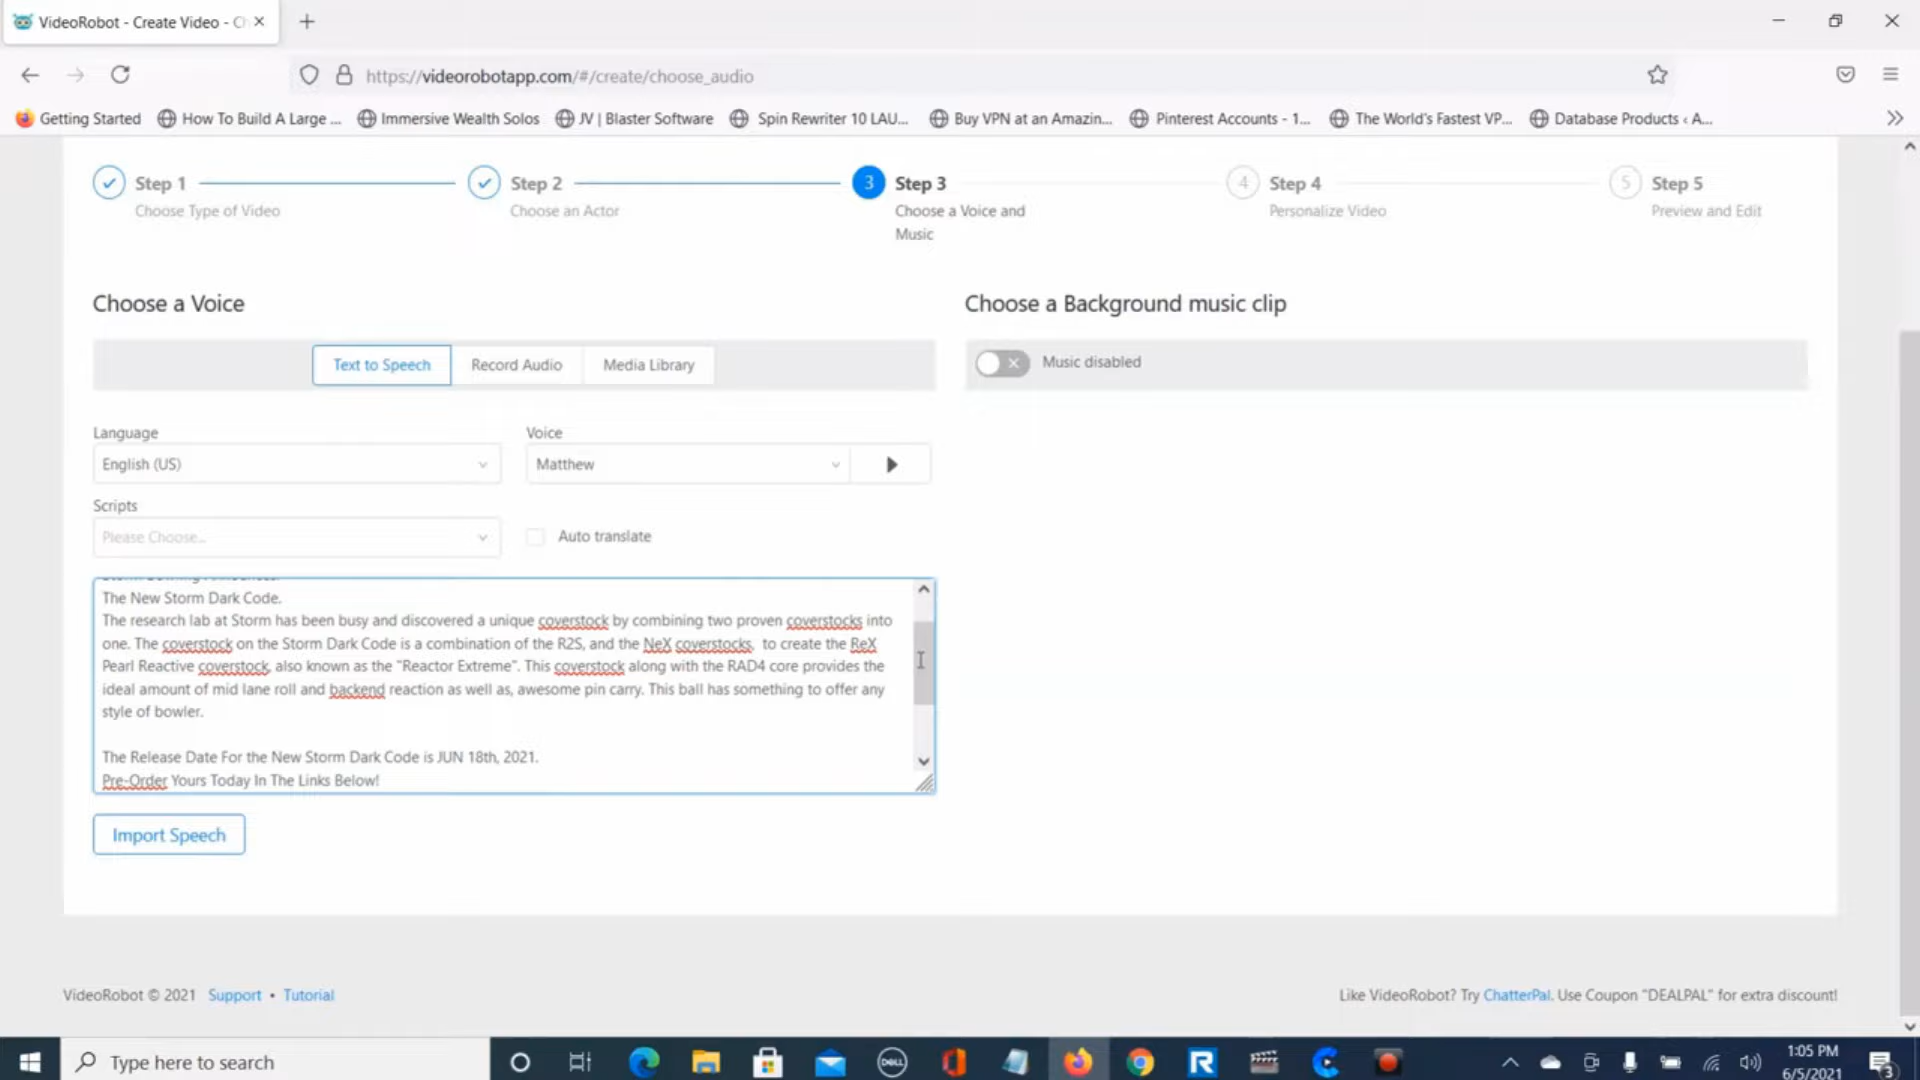 VideoRobot - Create Video - Ch
https://videorobotapp.com/#/create/choose_audio
Getting Started
How To Build A Large ...
Immersive Wealth Solos
JV | Blaster Software
Spin Rewriter 10 LAU...
Buy VPN at an Amazin...
Pinterest Accounts - 1...
The World's Fastest VP...
Database Products ‹ A...
Step 1
Choose Type of Video
Step 2
Choose an Actor
3 Step 3
Choose a Voice and
Music
4 Step 4
Personalize Video
5 Step 5
Preview and Edit
Choose a Voice
Choose a Background music clip
Text to Speech
Record Audio
Media Library
Music disabled
Language
Voice
English (US)
Matthew
Scripts
Please Choose...
Auto translate
The New Storm Dark Code.
The research lab at Storm has been busy and discovered a unique coverstock by combining two proven coverstocks into
one. The coverstock on the Storm Dark Code is a combination of the R2S, and the NeX coverstocks, to create the ReX
Pearl Reactive coverstock, also known as the "Reactor Extreme". This coverstock along with the RAD4 core provides the
ideal amount of mid lane roll and backend reaction as well as, awesome pin carry. This ball has something to offer any
style of bowler.
The Release Date For the New Storm Dark Code is JUN 18th, 2021.
Pre-Order Yours Today In The Links Below!
Import Speech
VideoRobot © 2021 Support • Tutorial
Like VideoRobot? Try ChatterPal. Use Coupon "DEALPAL" for extra discount!
Type here to search
DELL
R
1:05 PM
6/5/2021
3